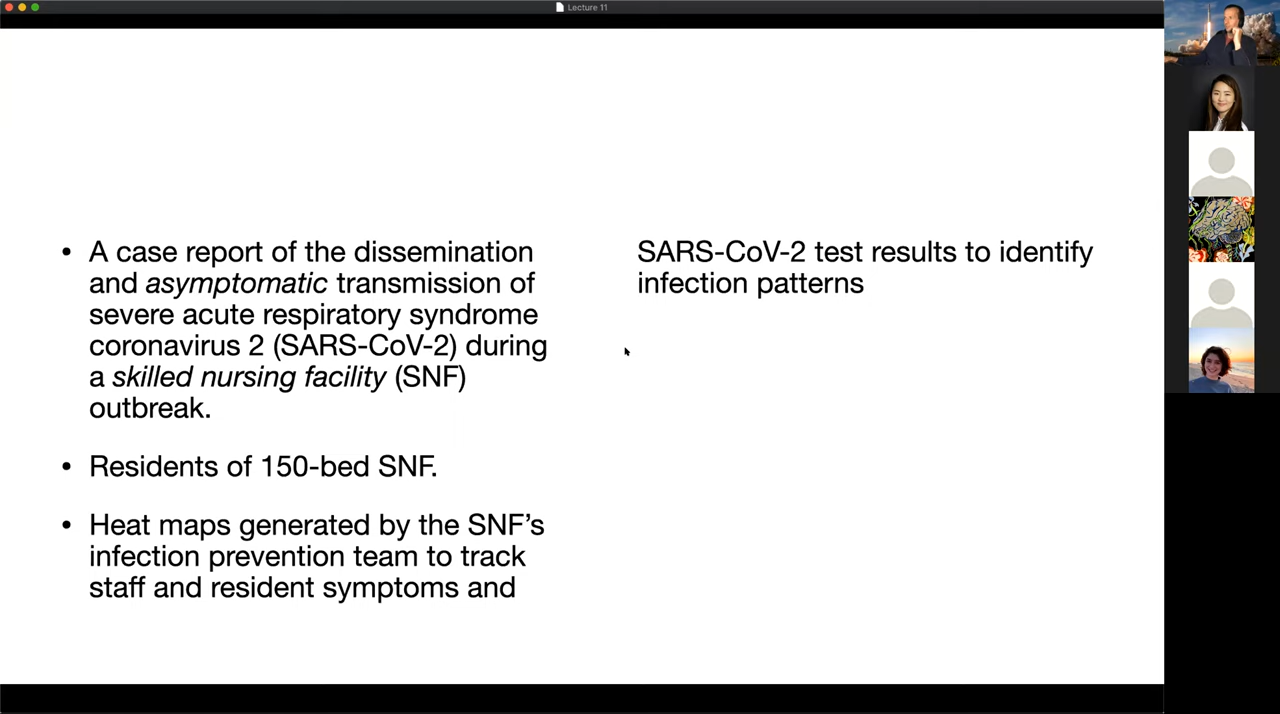 Lecture 11
• A case report of the dissemination
and asymptomatic transmission of
severe acute respiratory syndrome
coronavirus 2 (SARS-CoV-2) during
a skilled nursing facility (SNF)
outbreak.
• Residents of 150-bed SNF.
• Heat maps generated by the SNF’s
infection prevention team to track
staff and resident symptoms and
SARS-CoV-2 test results to identify
infection patterns